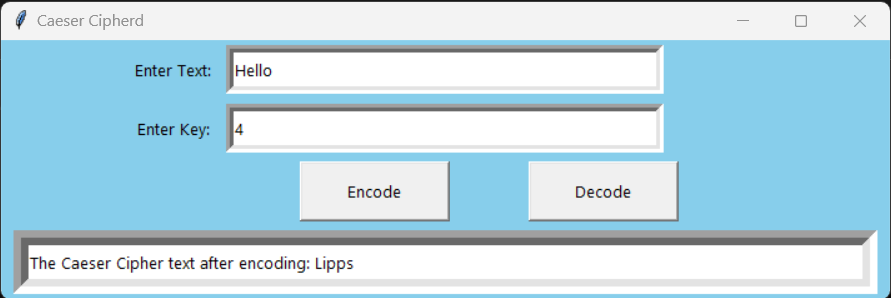 Caeser Cipherd
Enter Text: Hello
Enter Key: 4
Encode Decode
The Caeser Cipher text after encoding: Lipps